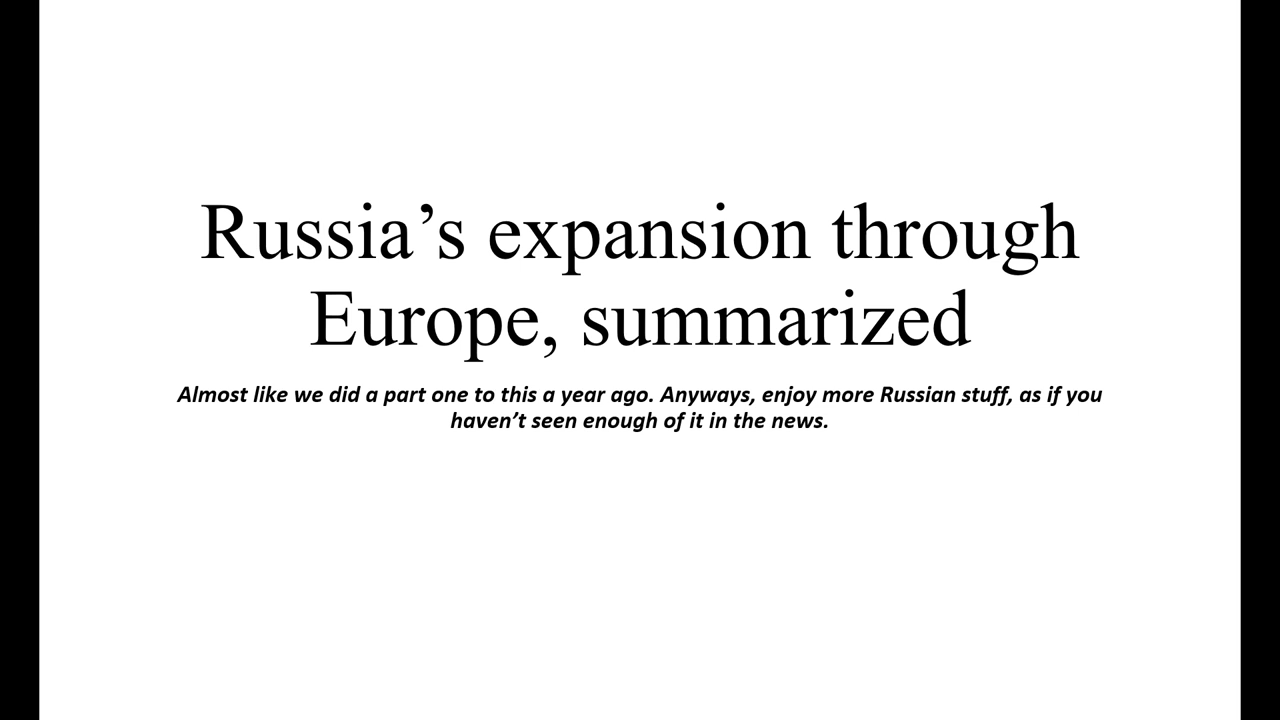 Russia’s expansion through
Europe, summarized
Almost like we did a part one to this a year ago. Anyways, enjoy more Russian stuff, as if you
haven’t seen enough of it in the news.